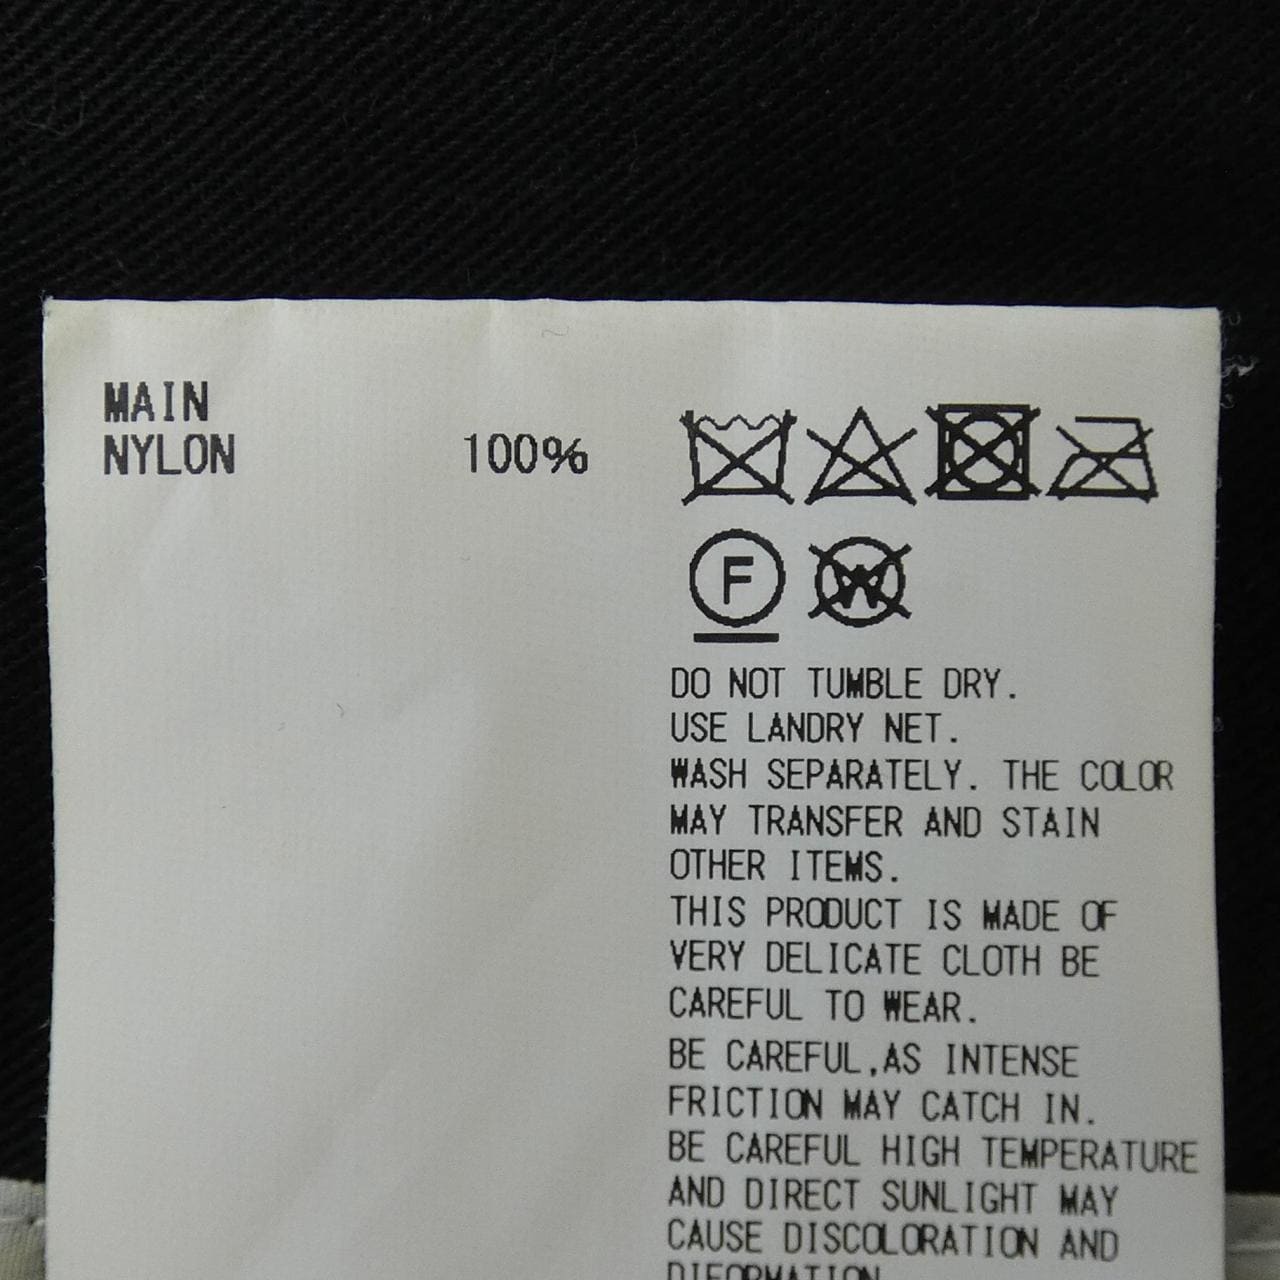 MAIN
NYLON 100%
F
W
DO NOT TUMBLE DRY.
USE LANDRY NET.
WASH SEPARATELY. THE COLOR
MAY TRANSFER AND STAIN
OTHER ITEMS.
THIS PRODUCT IS MADE OF
VERY DELICATE CLOTH BE
CAREFUL TO WEAR.
BE CAREFUL,AS INTENSE
FRICTION MAY CATCH IN.
BE CAREFUL HIGH TEMPERATURE
AND DIRECT SUNLIGHT MAY
CAUSE DISCOLORATION AND